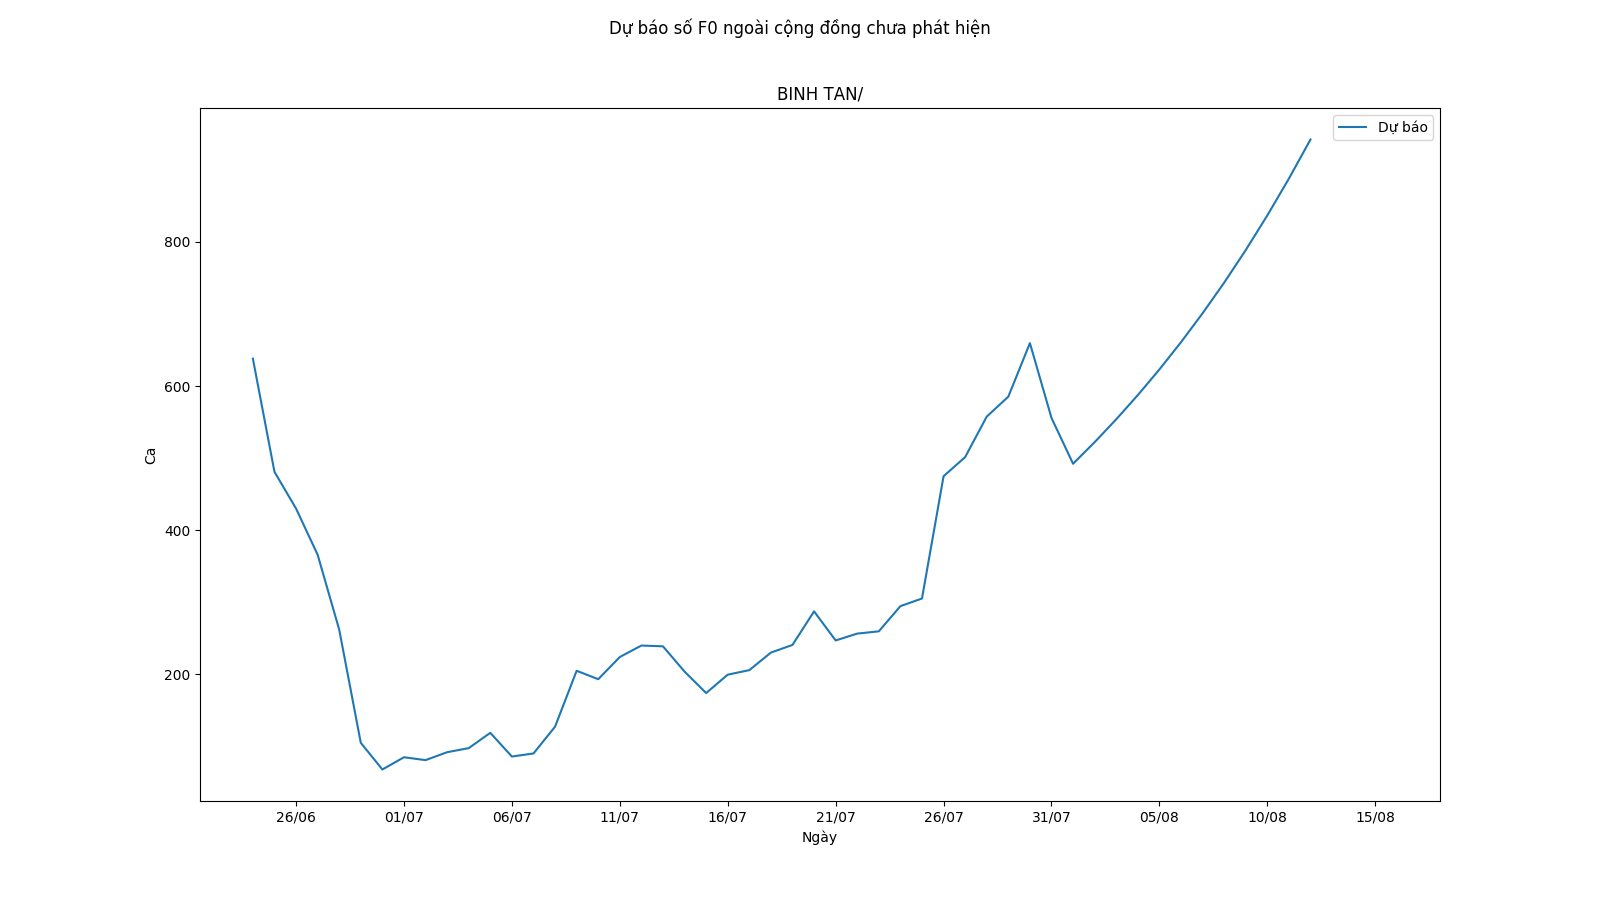 Dự báo số F0 ngoài cộng đồng chưa phát hiện
BINH TAN/
Dự báo
800
600
400
200
Ca
26/06 01/07 06/07 11/07 16/07 21/07 26/07 31/07 05/08 10/08 15/08
Ngày